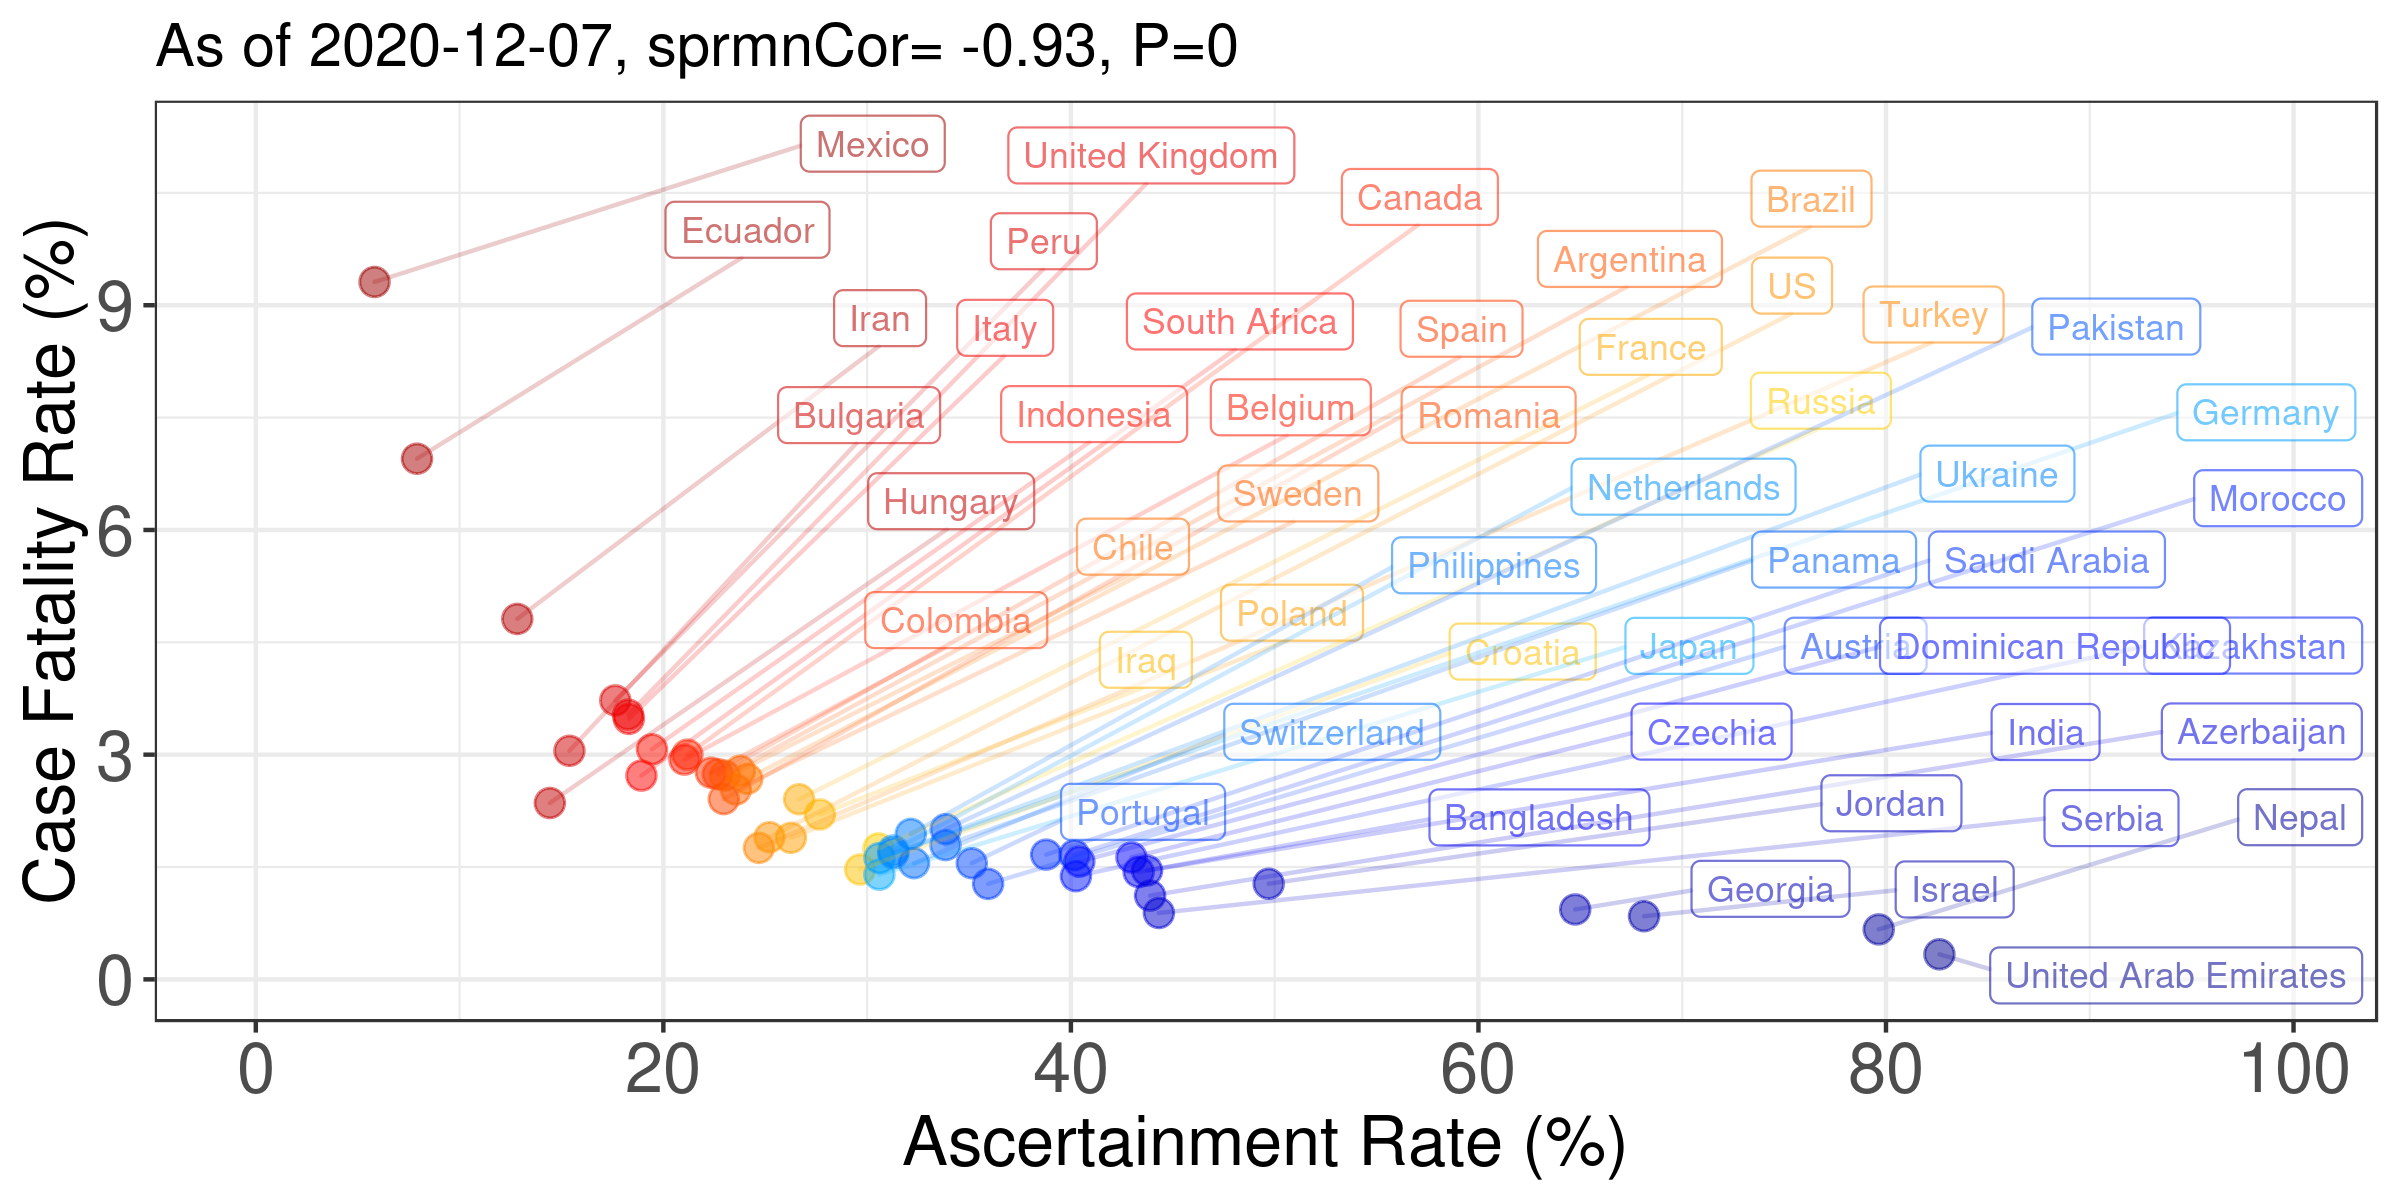 As of 2020-12-07, sprmnCor= -0.93, P=0
Case Fatality Rate (%)
9
6
3
0
Mexico
United Kingdom
Canada
Brazil
Ecuador
Peru
Argentina
US
Iran
Italy
South Africa
Spain
France
Turkey
Pakistan
Bulgaria
Indonesia
Belgium
Romania
Russia
Germany
Hungary
Sweden
Netherlands
Ukraine
Morocco
Chile
Philippines
Panama
Saudi Arabia
Colombia
Iraq
Poland
Croatia
Japan
Austria
Dominican Republic
Kazakhstan
Switzerland
Czechia
India
Azerbaijan
Portugal
Bangladesh
Jordan
Serbia
Nepal
Georgia
Israel
United Arab Emirates
0
20
40
60
80
100
Ascertainment Rate (%)